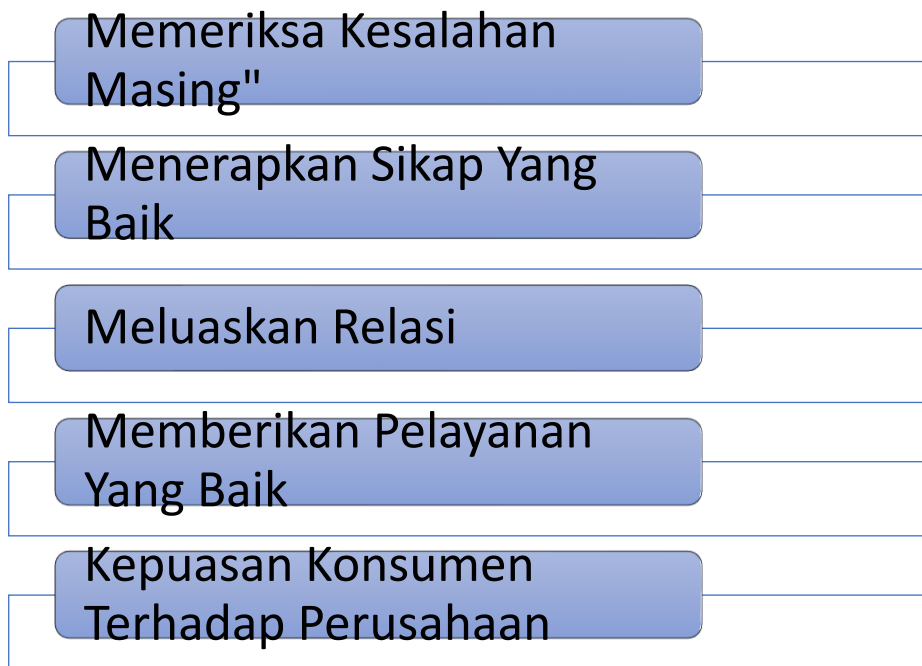 Memeriksa Kesalahan
Masing"
Menerapkan Sikap Yang
Baik
Meluaskan Relasi
Memberikan Pelayanan
Yang Baik
Kepuasan Konsumen
Terhadap Perusahaan